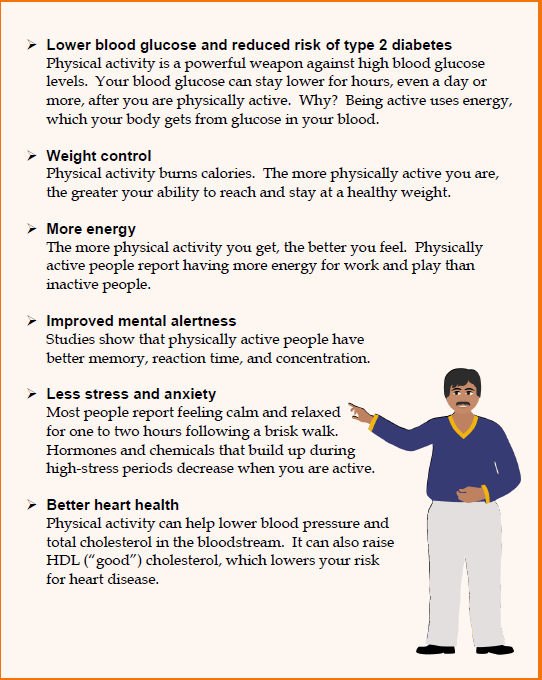 ➢ Lower blood glucose and reduced risk of type 2 diabetes
Physical activity is a powerful weapon against high blood glucose
levels.  Your blood glucose can stay lower for hours, even a day or
more, after you are physically active.  Why?  Being active uses energy,
which your body gets from glucose in your blood.
➢ Weight control
Physical activity burns calories.  The more physically active you are,
the greater your ability to reach and stay at a healthy weight.
➢ More energy
The more physical activity you get, the better you feel.  Physically
active people report having more energy for work and play than
inactive people.
➢ Improved mental alertness
Studies show that physically active people have
better memory, reaction time, and concentration.
➢ Less stress and anxiety
Most people report feeling calm and relaxed
for one to two hours following a brisk walk.
Hormones and chemicals that build up during
high-stress periods decrease when you are active.
➢ Better heart health
Physical activity can help lower blood pressure and
total cholesterol in the bloodstream.  It can also raise
HDL (“good”) cholesterol, which lowers your risk
for heart disease.